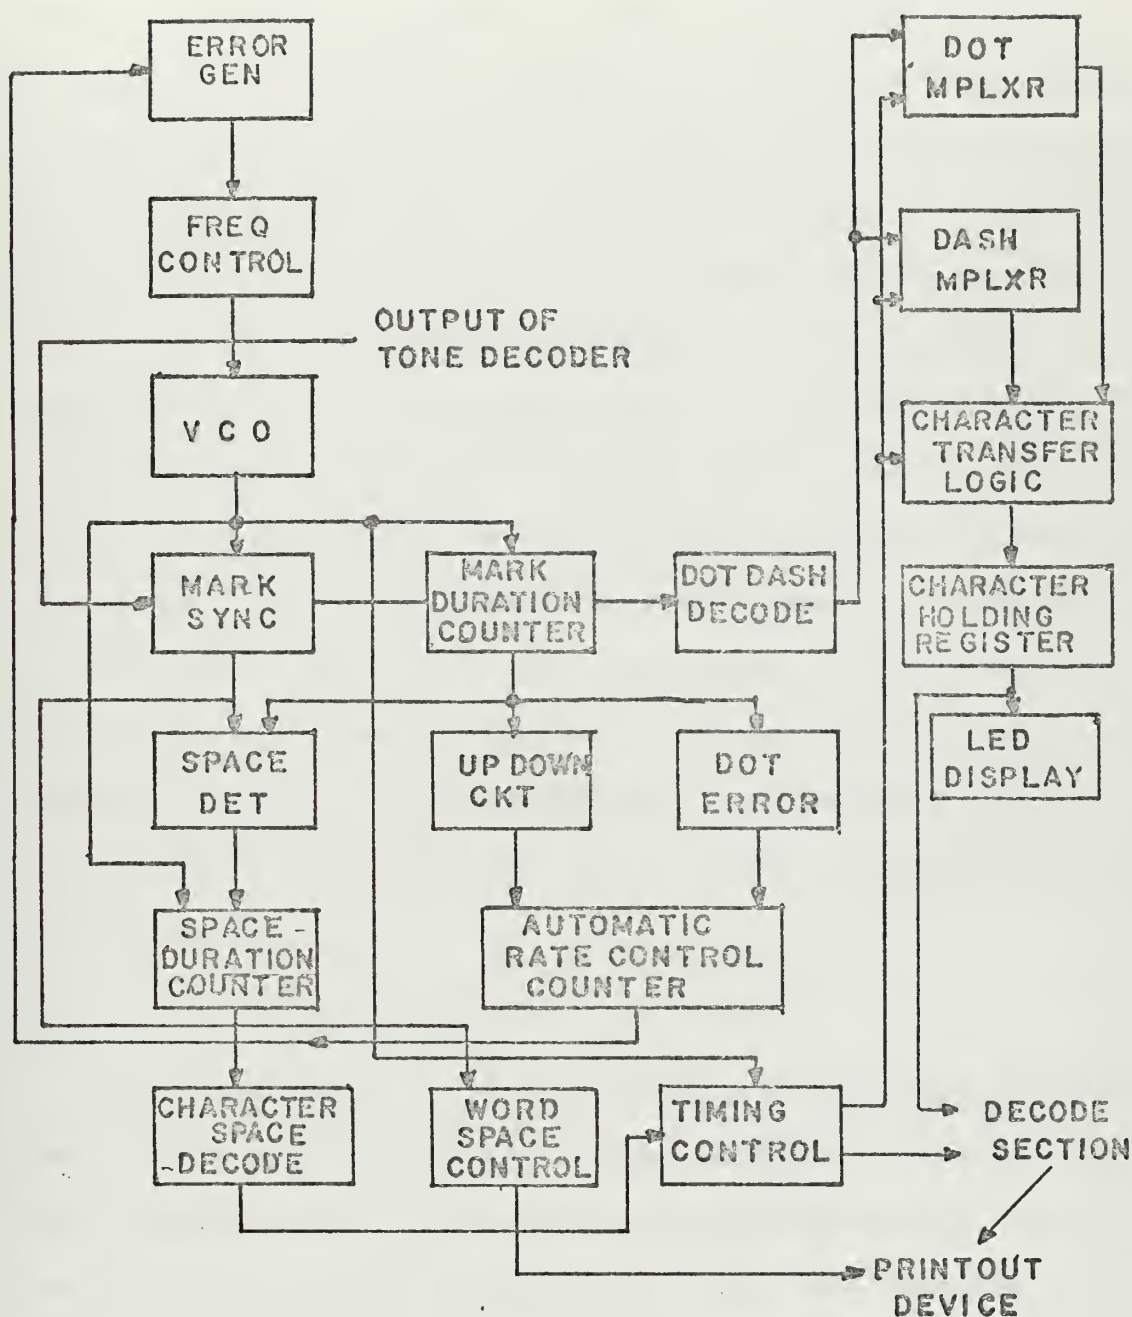 ERROR
GEN
DOT
MPLXR
FREQ
CONTROL
DASH
MPLXR
OUTPUT OF
TONE DECODER
VCO
CHARACTER
TRANSFER
LOGIC
MARK
SYNC
MARK
DURATION
COUNTER
DOT DASH
DECODE
CHARACTER
HOLDING
REGISTER
SPACE
DET
UP DOWN
CKT
DOT
ERROR
LED
DISPLAY
SPACE -
DURATION
COUNTER
AUTOMATIC
RATE CONTROL
COUNTER
CHARACTER
SPACE
-DECODE
WORD
SPACE
CONTROL
TIMING
CONTROL
DECODE
SECTION
PRINTOUT
DEVICE